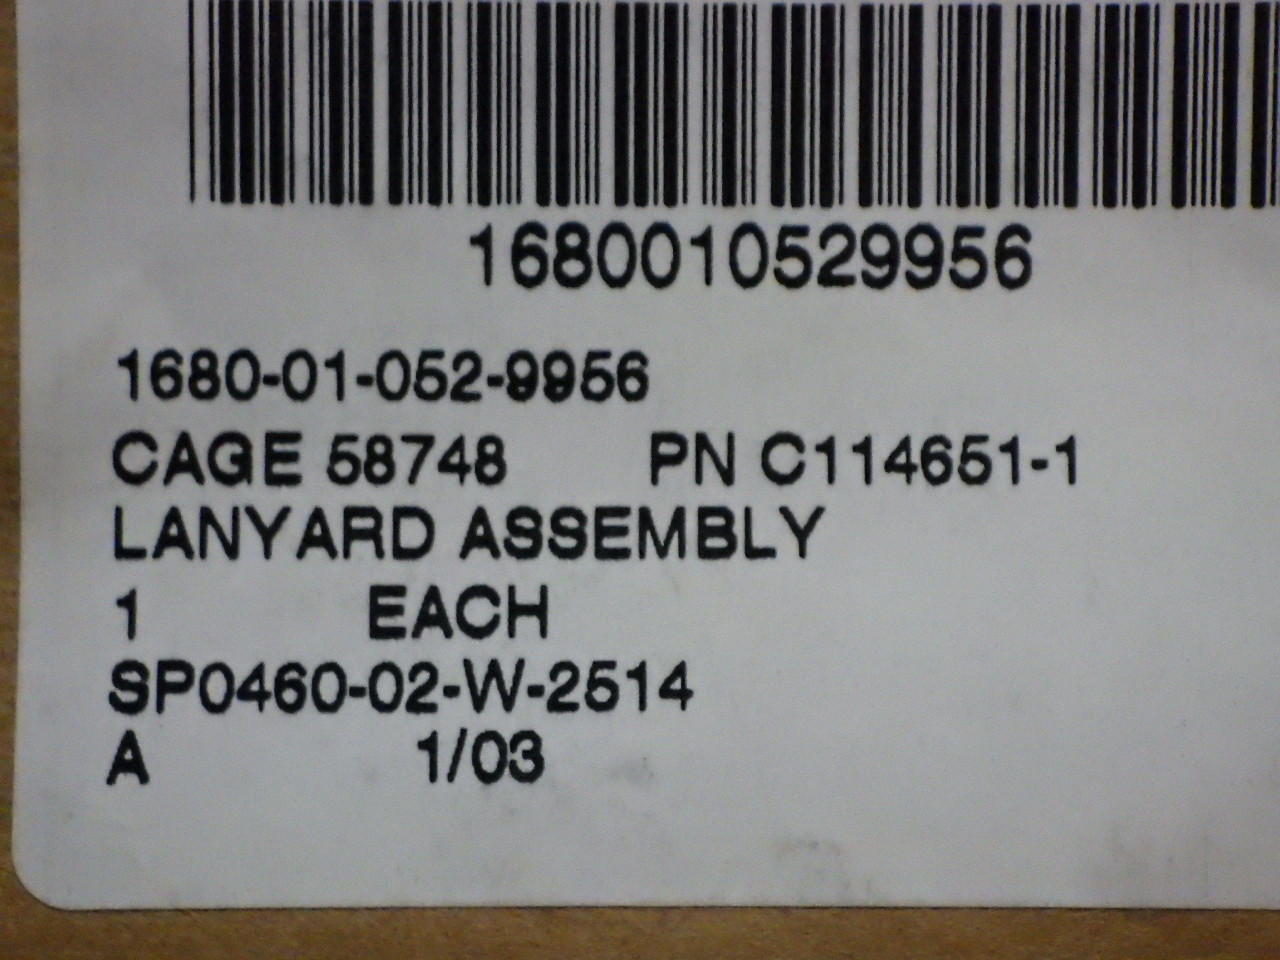 1680010529956
1680-01-052-9956
CAGE 58748 PN C114651-1
LANYARD ASSEMBLY
1 EACH
SP0460-02-W-2514
A 1/03